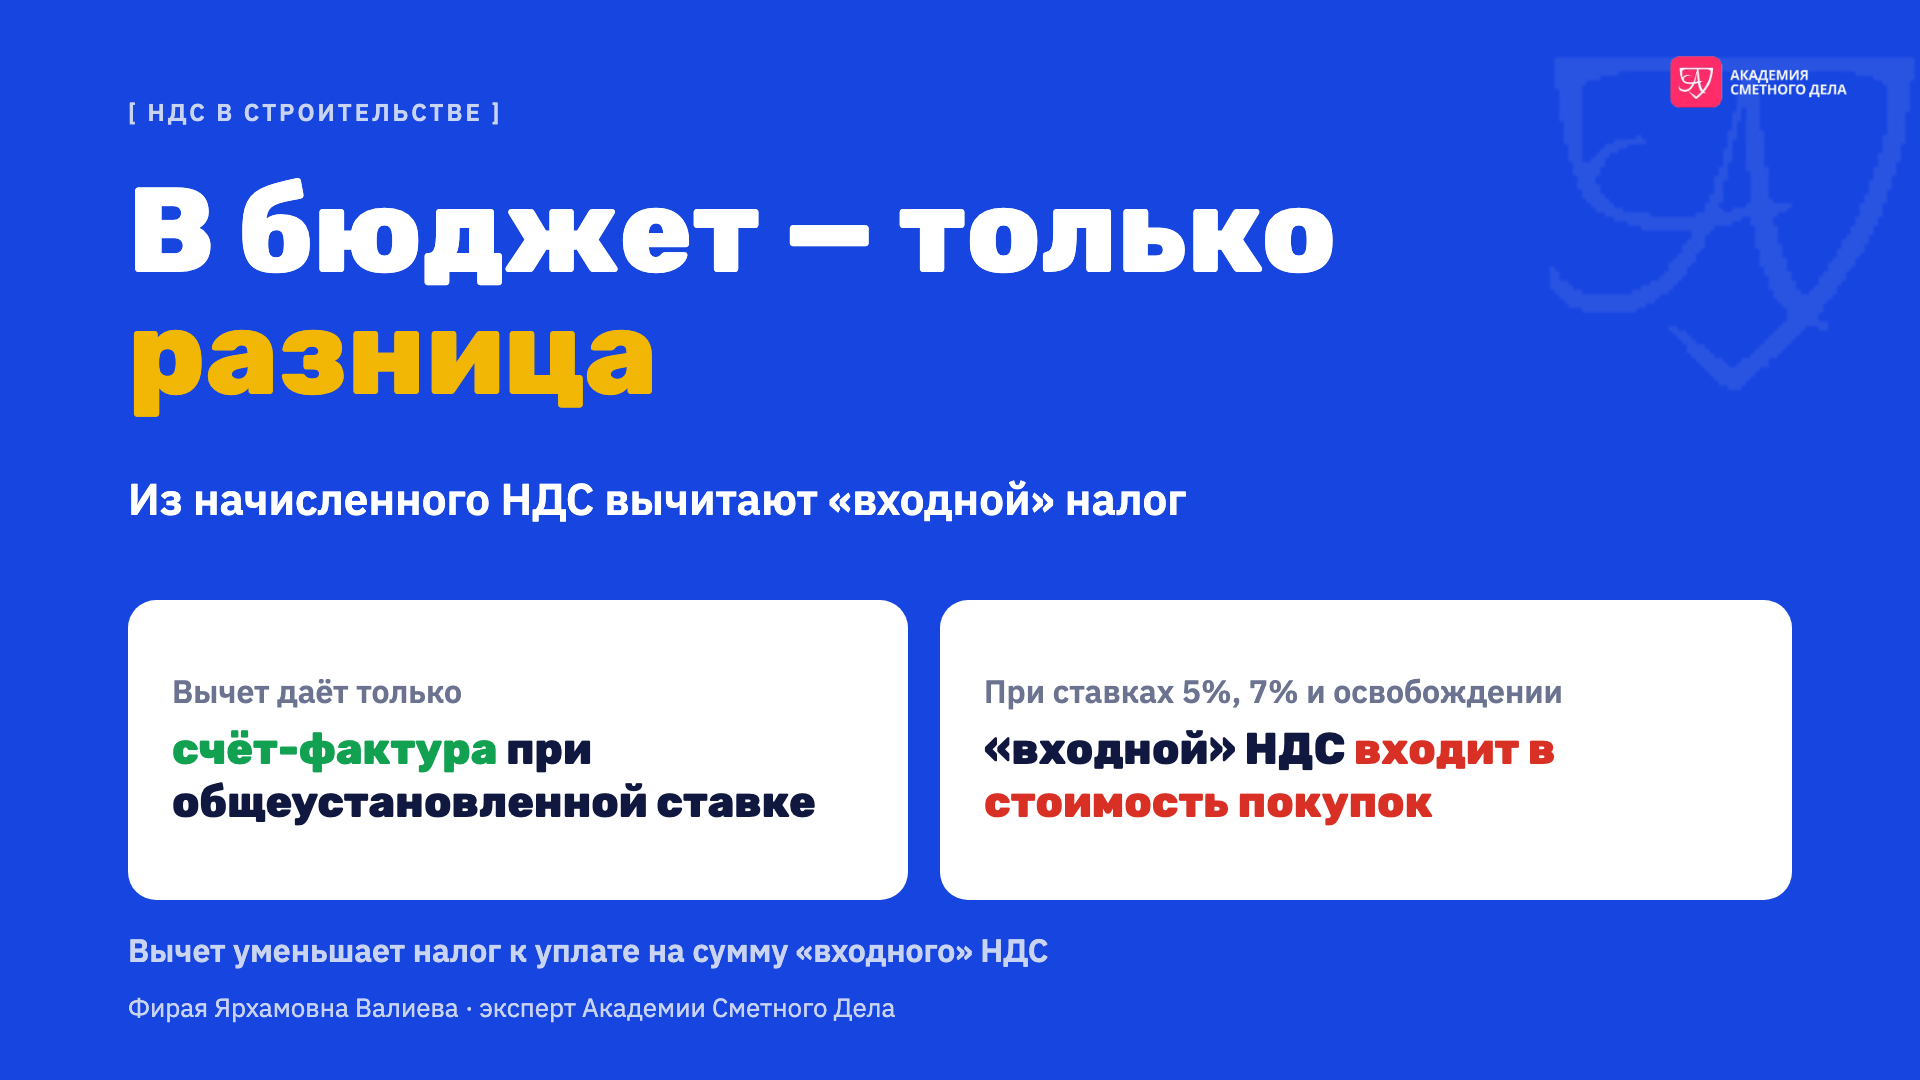 АКАДЕМИЯ
СМЕТНОГО ДЕЛА
[ НДС В СТРОИТЕЛЬСТВЕ ]
В бюджет — только
разница
Из начисленного НДС вычитают «входной» налог
Вычет даёт только
счёт-фактура при
общеустановленной ставке
При ставках 5%, 7% и освобождении
«входной» НДС входит в
стоимость покупок
Вычет уменьшает налог к уплате на сумму «входного» НДС
Фирая Ярхамовна Валиева · эксперт Академии Сметного Дела